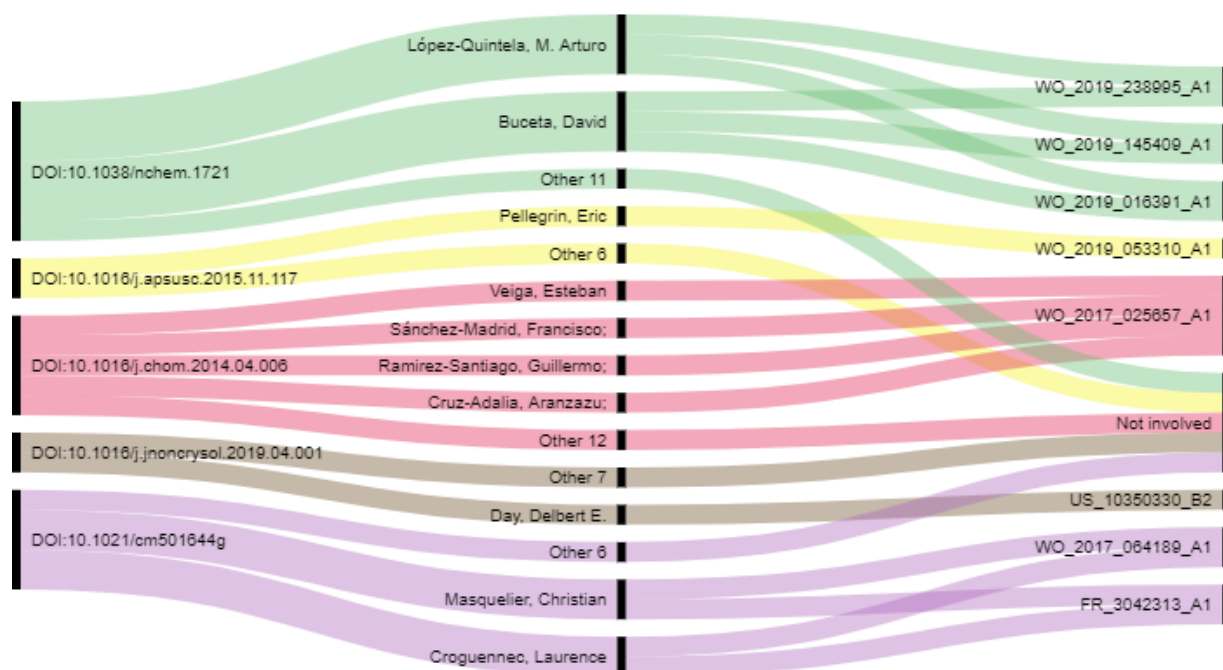 DOI:10.1038/nchem.1721
DOI:10.1016/j.apsusc.2015.11.117
DOI:10.1016/j.chom.2014.04.006
DOI:10.1016/j.jnoncrysol.2019.04.001
DOI:10.1021/cm501644g
López-Quintela, M. Arturo
Buceta, David
Other 11
Pellegrin, Eric
Other 6
Veiga, Esteban
Sánchez-Madrid, Francisco;
Ramirez-Santiago, Guillermo;
Cruz-Adalia, Aranzazu;
Other 12
Other 7
Day, Delbert E.
Other 6
Masquelier, Christian
Croguennec, Laurence
WO_2019_238995_A1
WO_2019_145409_A1
WO_2019_016391_A1
WO_2019_053310_A1
WO_2017_025657_A1
Not involved
US_10350330_B2
WO_2017_064189_A1
FR_3042313_A1